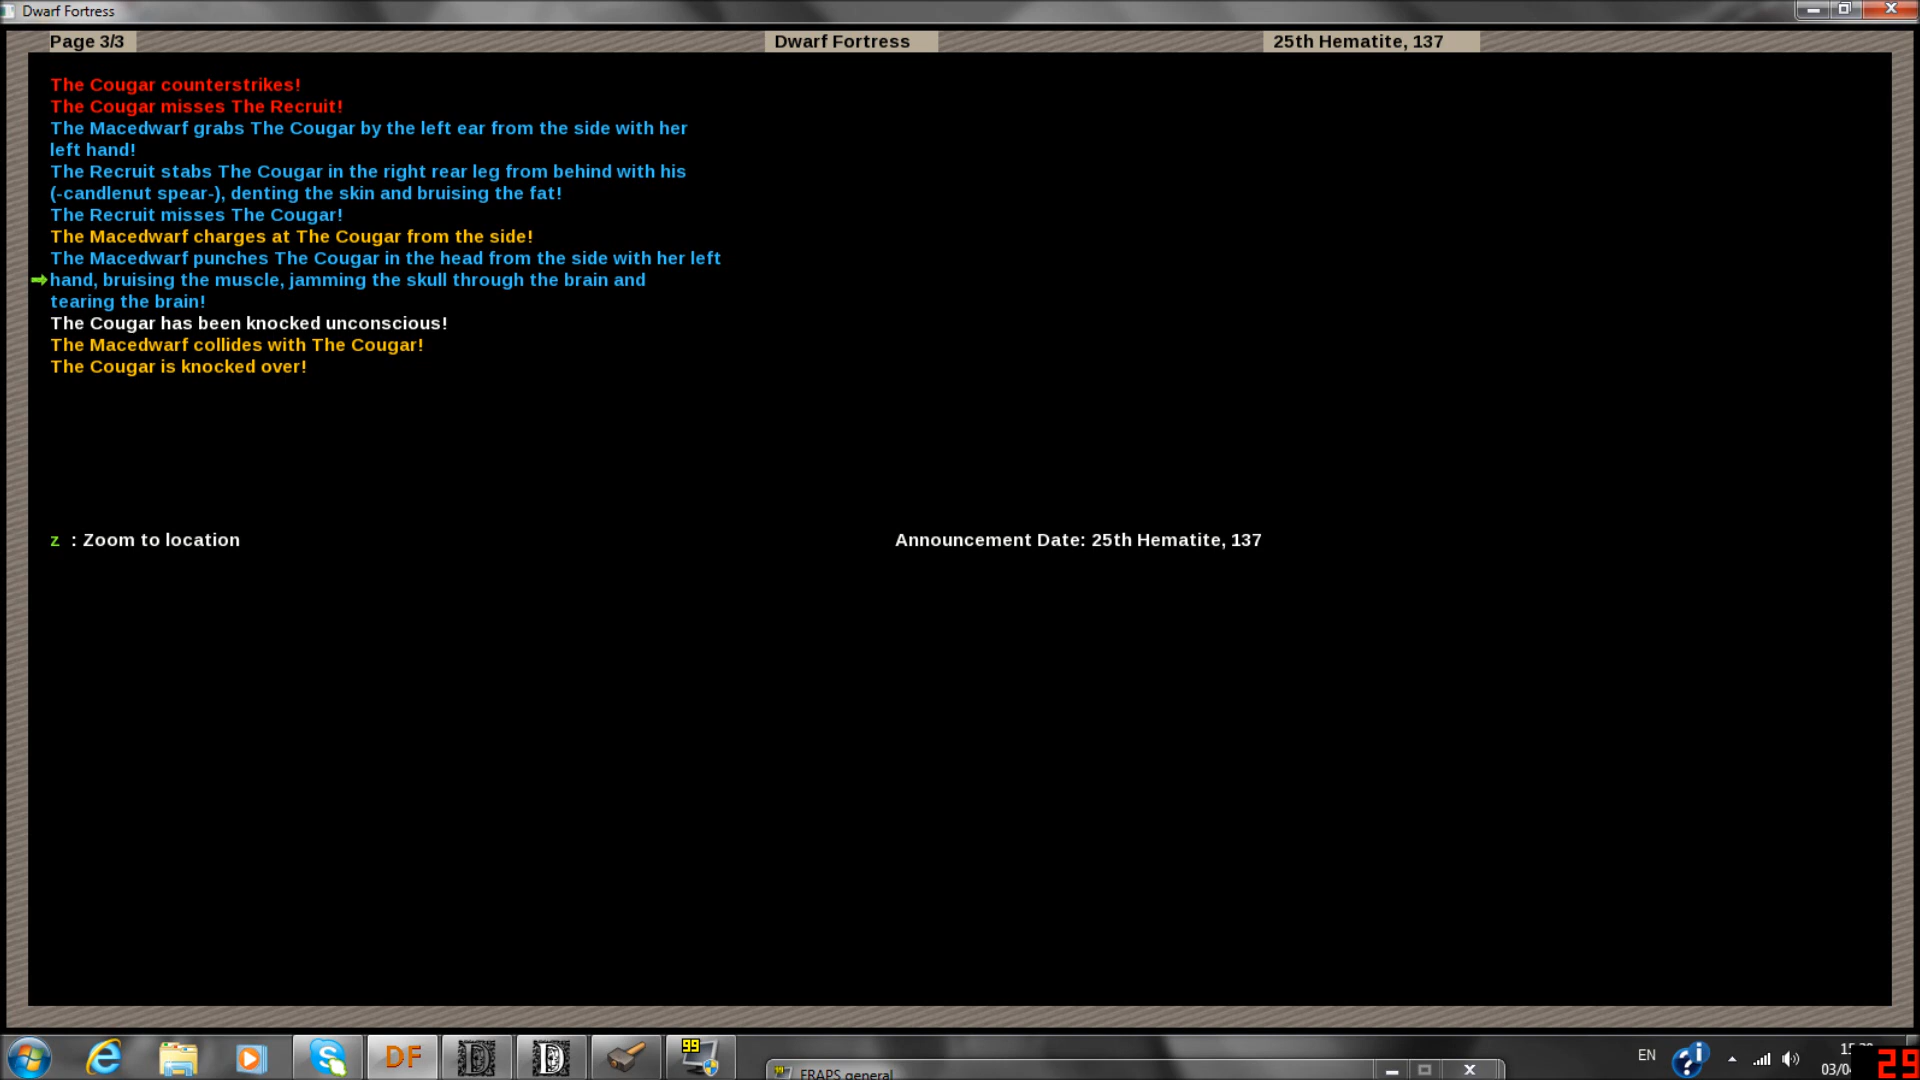 Dwarf Fortress
Page 3/3
Dwarf Fortress
25th Hematite, 137
The Cougar counterstrikes!
The Cougar misses The Recruit!
The Macedwarf grabs The Cougar by the left ear from the side with her
left hand!
The Recruit stabs The Cougar in the right rear leg from behind with his
(-candlenut spear-), denting the skin and bruising the fat!
The Recruit misses The Cougar!
The Macedwarf charges at The Cougar from the side!
The Macedwarf punches The Cougar in the head from the side with her left
hand, bruising the muscle, jamming the skull through the brain and
tearing the brain!
The Cougar has been knocked unconscious!
The Macedwarf collides with The Cougar!
The Cougar is knocked over!
z : Zoom to location
Announcement Date: 25th Hematite, 137
DF
D
D
99
FRAPS general
EN
29